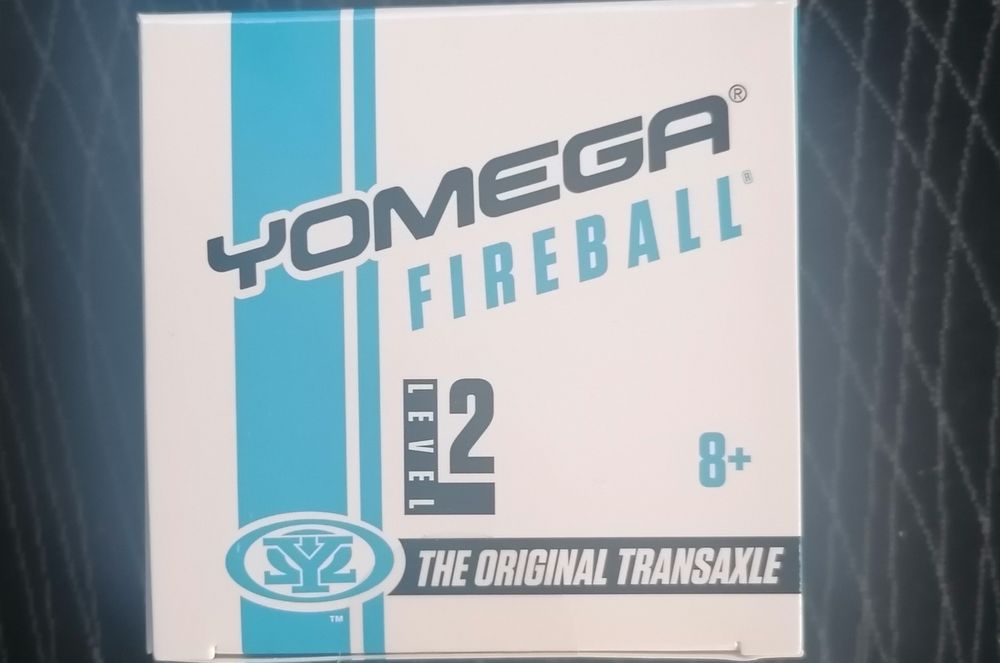 YOMEGA®
FIREBALL®
LEVEL 2
8+
THE ORIGINAL TRANSAXLE
TM